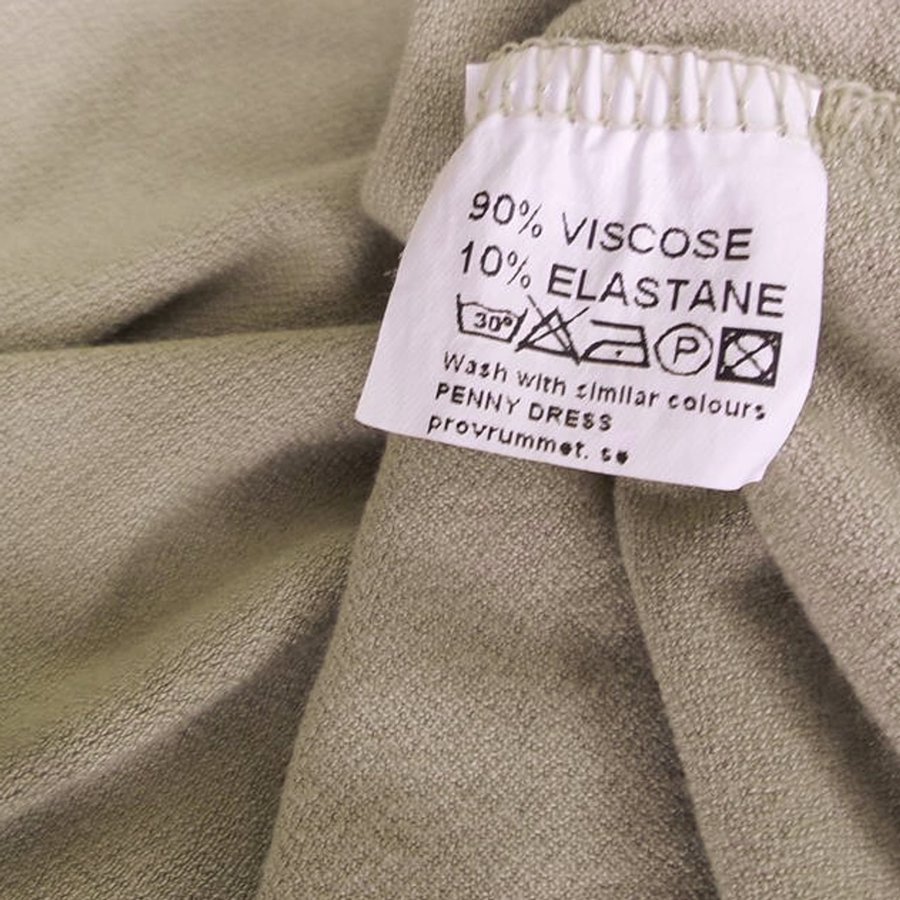 90% VISCOSE
10% ELASTANE
30° P
Wash with similar colours
PENNY DRESS
provrummet.se